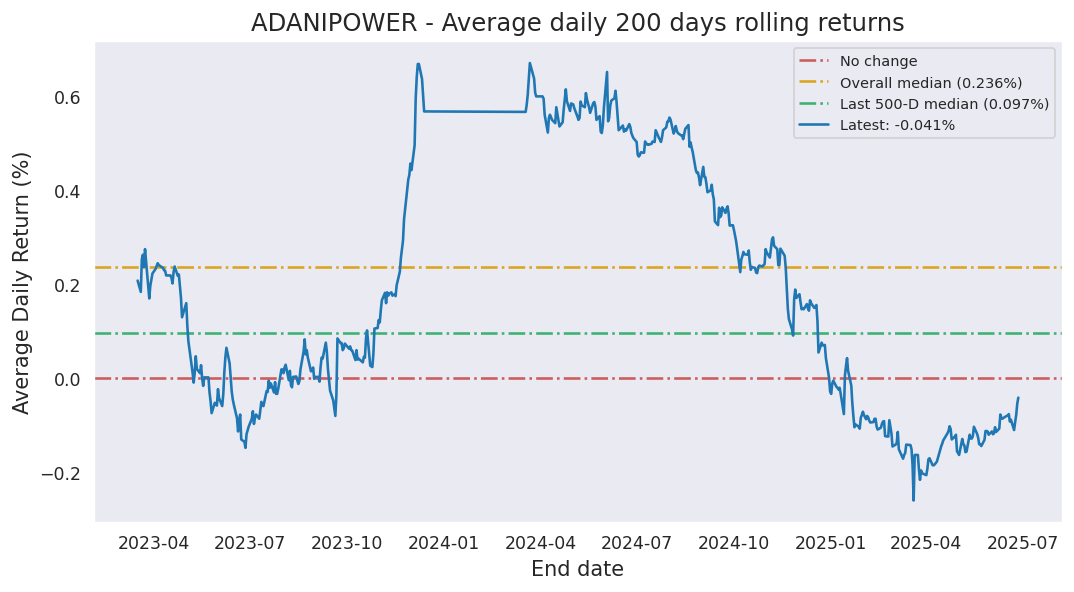 ADANIPOWER - Average daily 200 days rolling returns
No change
Overall median (0.236%)
Last 500-D median (0.097%)
Latest: -0.041%
Average Daily Return (%)
0.6
0.4
0.2
0.0
−0.2
2023-04 2023-07 2023-10 2024-01 2024-04 2024-07 2024-10 2025-01 2025-04 2025-07
End date